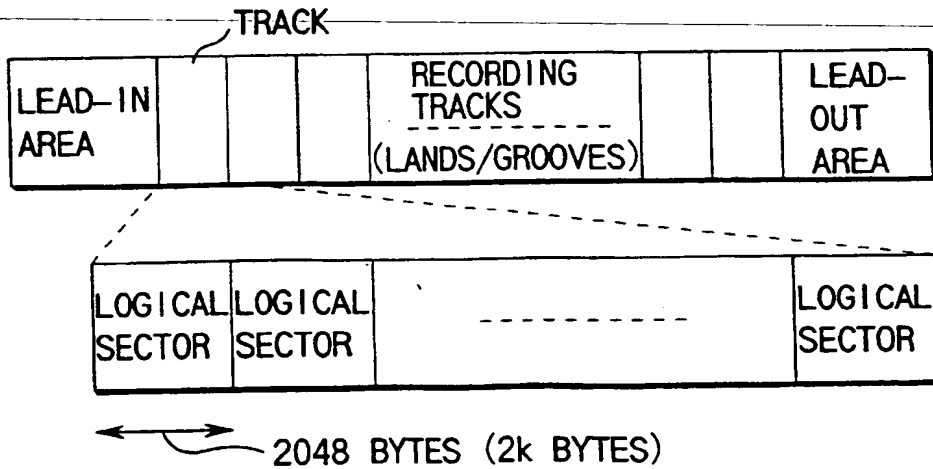 TRACK
LEAD-IN
AREA
RECORDING
TRACKS
(LANDS/GROOVES)
LEAD-
OUT
AREA
LOGICAL
SECTOR
LOGICAL
SECTOR
LOGICAL
SECTOR
2048 BYTES (2k BYTES)